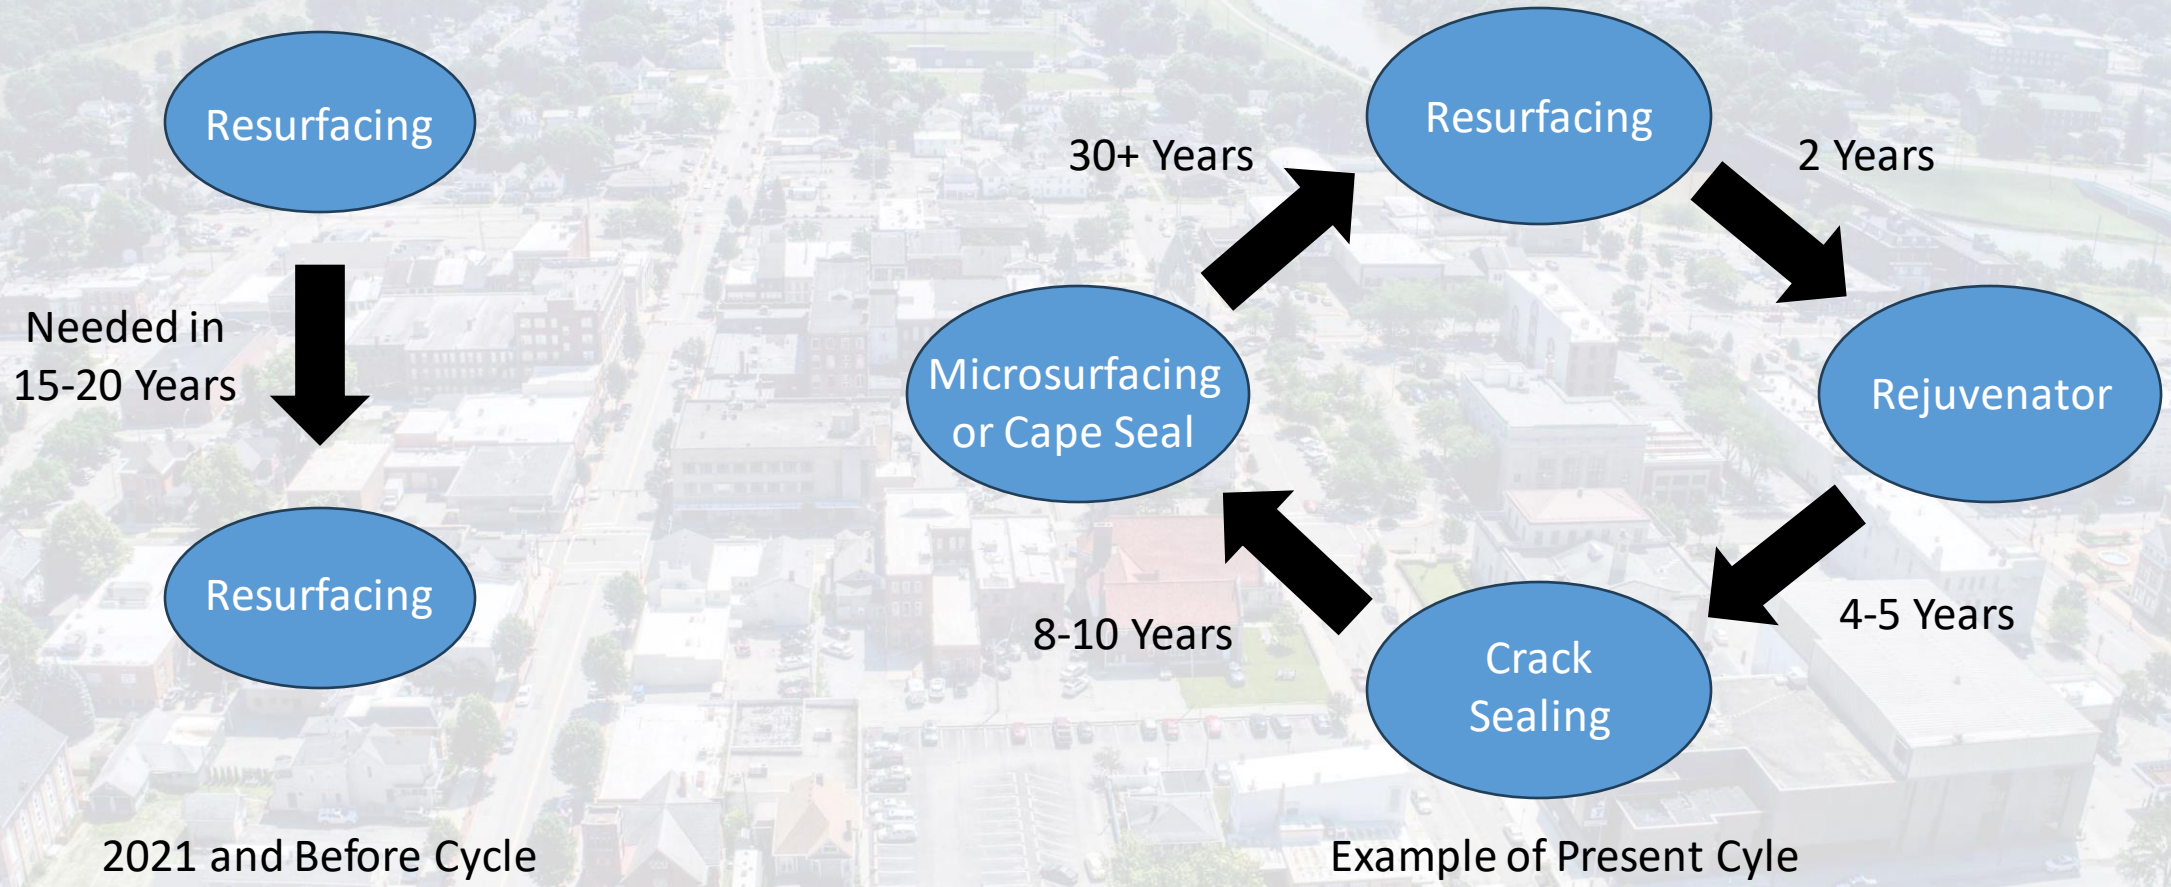 Resurfacing
Needed in
15-20 Years
Resurfacing
2021 and Before Cycle
Resurfacing
2 Years
Rejuvenator
4-5 Years
Crack
Sealing
8-10 Years
Microsurfacing
or Cape Seal
30+ Years
Example of Present Cyle